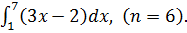 ∫₁⁷(3x − 2)dx, (n = 6).